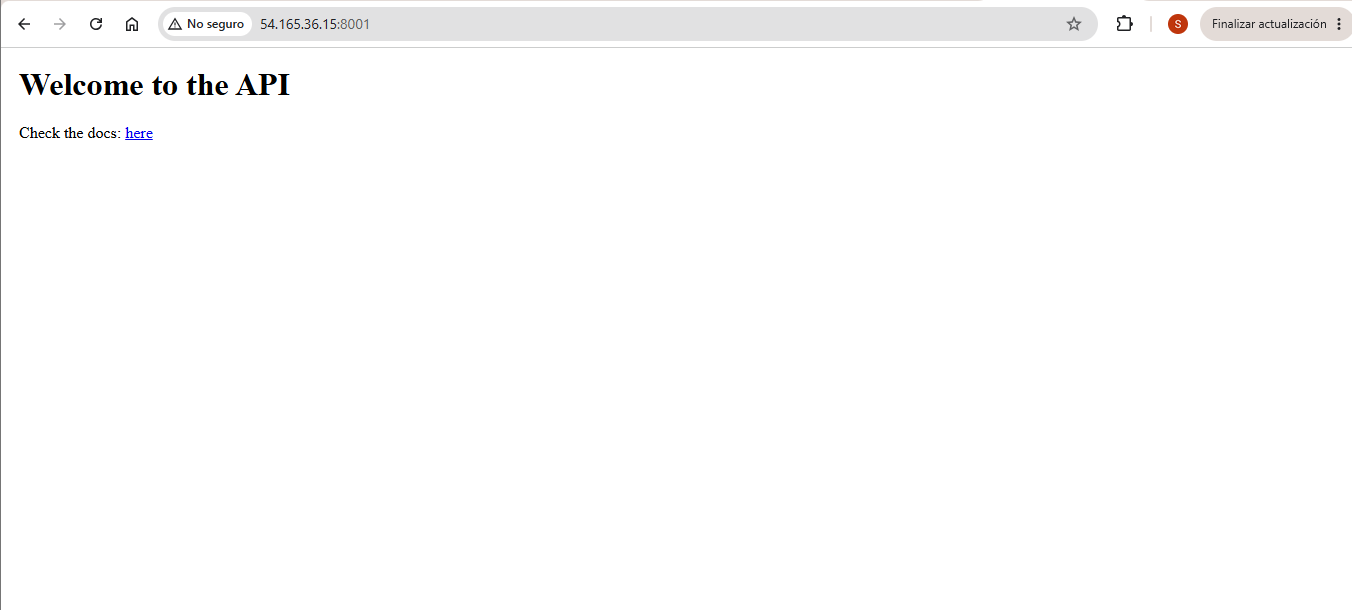 No seguro
54.165.36.15:8001
S
Finalizar actualización
Welcome to the API
Check the docs: here